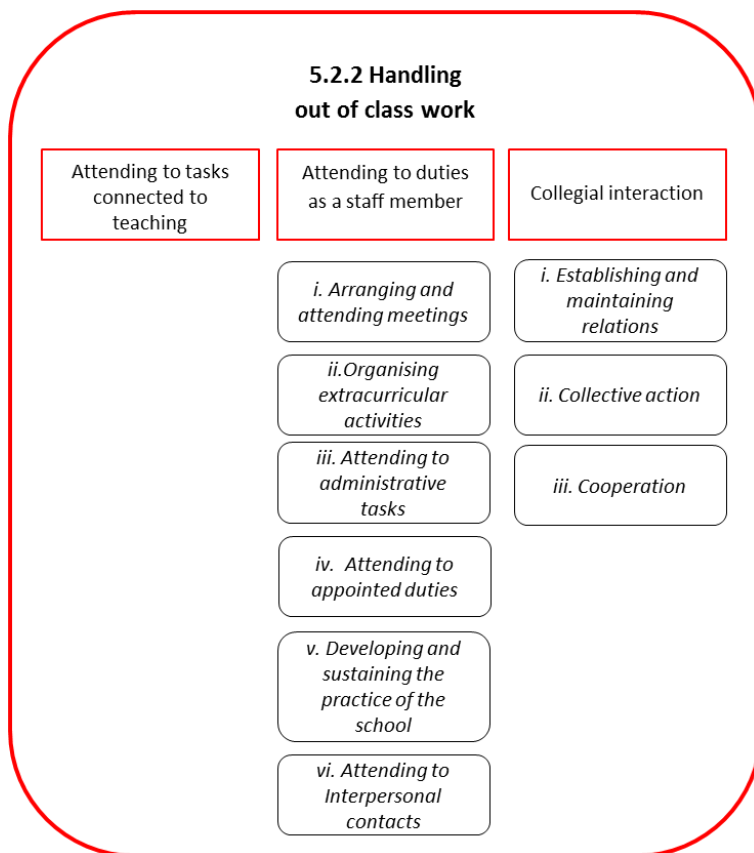 5.2.2 Handling
out of class work
Attending to tasks
connected to
teaching
Attending to duties
as a staff member
Collegial interaction
i. Arranging and
attending meetings
ii.Organising
extracurricular
activities
iii. Attending to
administrative
tasks
iv. Attending to
appointed duties
v. Developing and
sustaining the
practice of the
school
vi. Attending to
Interpersonal
contacts
i. Establishing and
maintaining
relations
ii. Collective action
iii. Cooperation